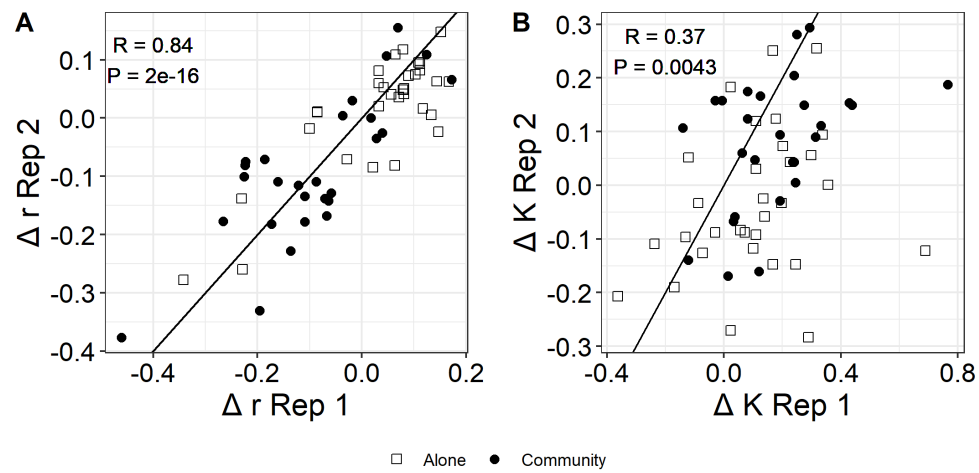 A
R = 0.84
P = 2e-16
0.1
0.0
-0.1
-0.2
-0.3
-0.4
Δ r Rep 2
-0.4 -0.2 0.0 0.2
Δ r Rep 1
B
R = 0.37
P = 0.0043
0.3
0.2
0.1
0.0
-0.1
-0.2
-0.3
Δ K Rep 2
-0.4 0.0 0.4 0.8
Δ K Rep 1
Alone Community